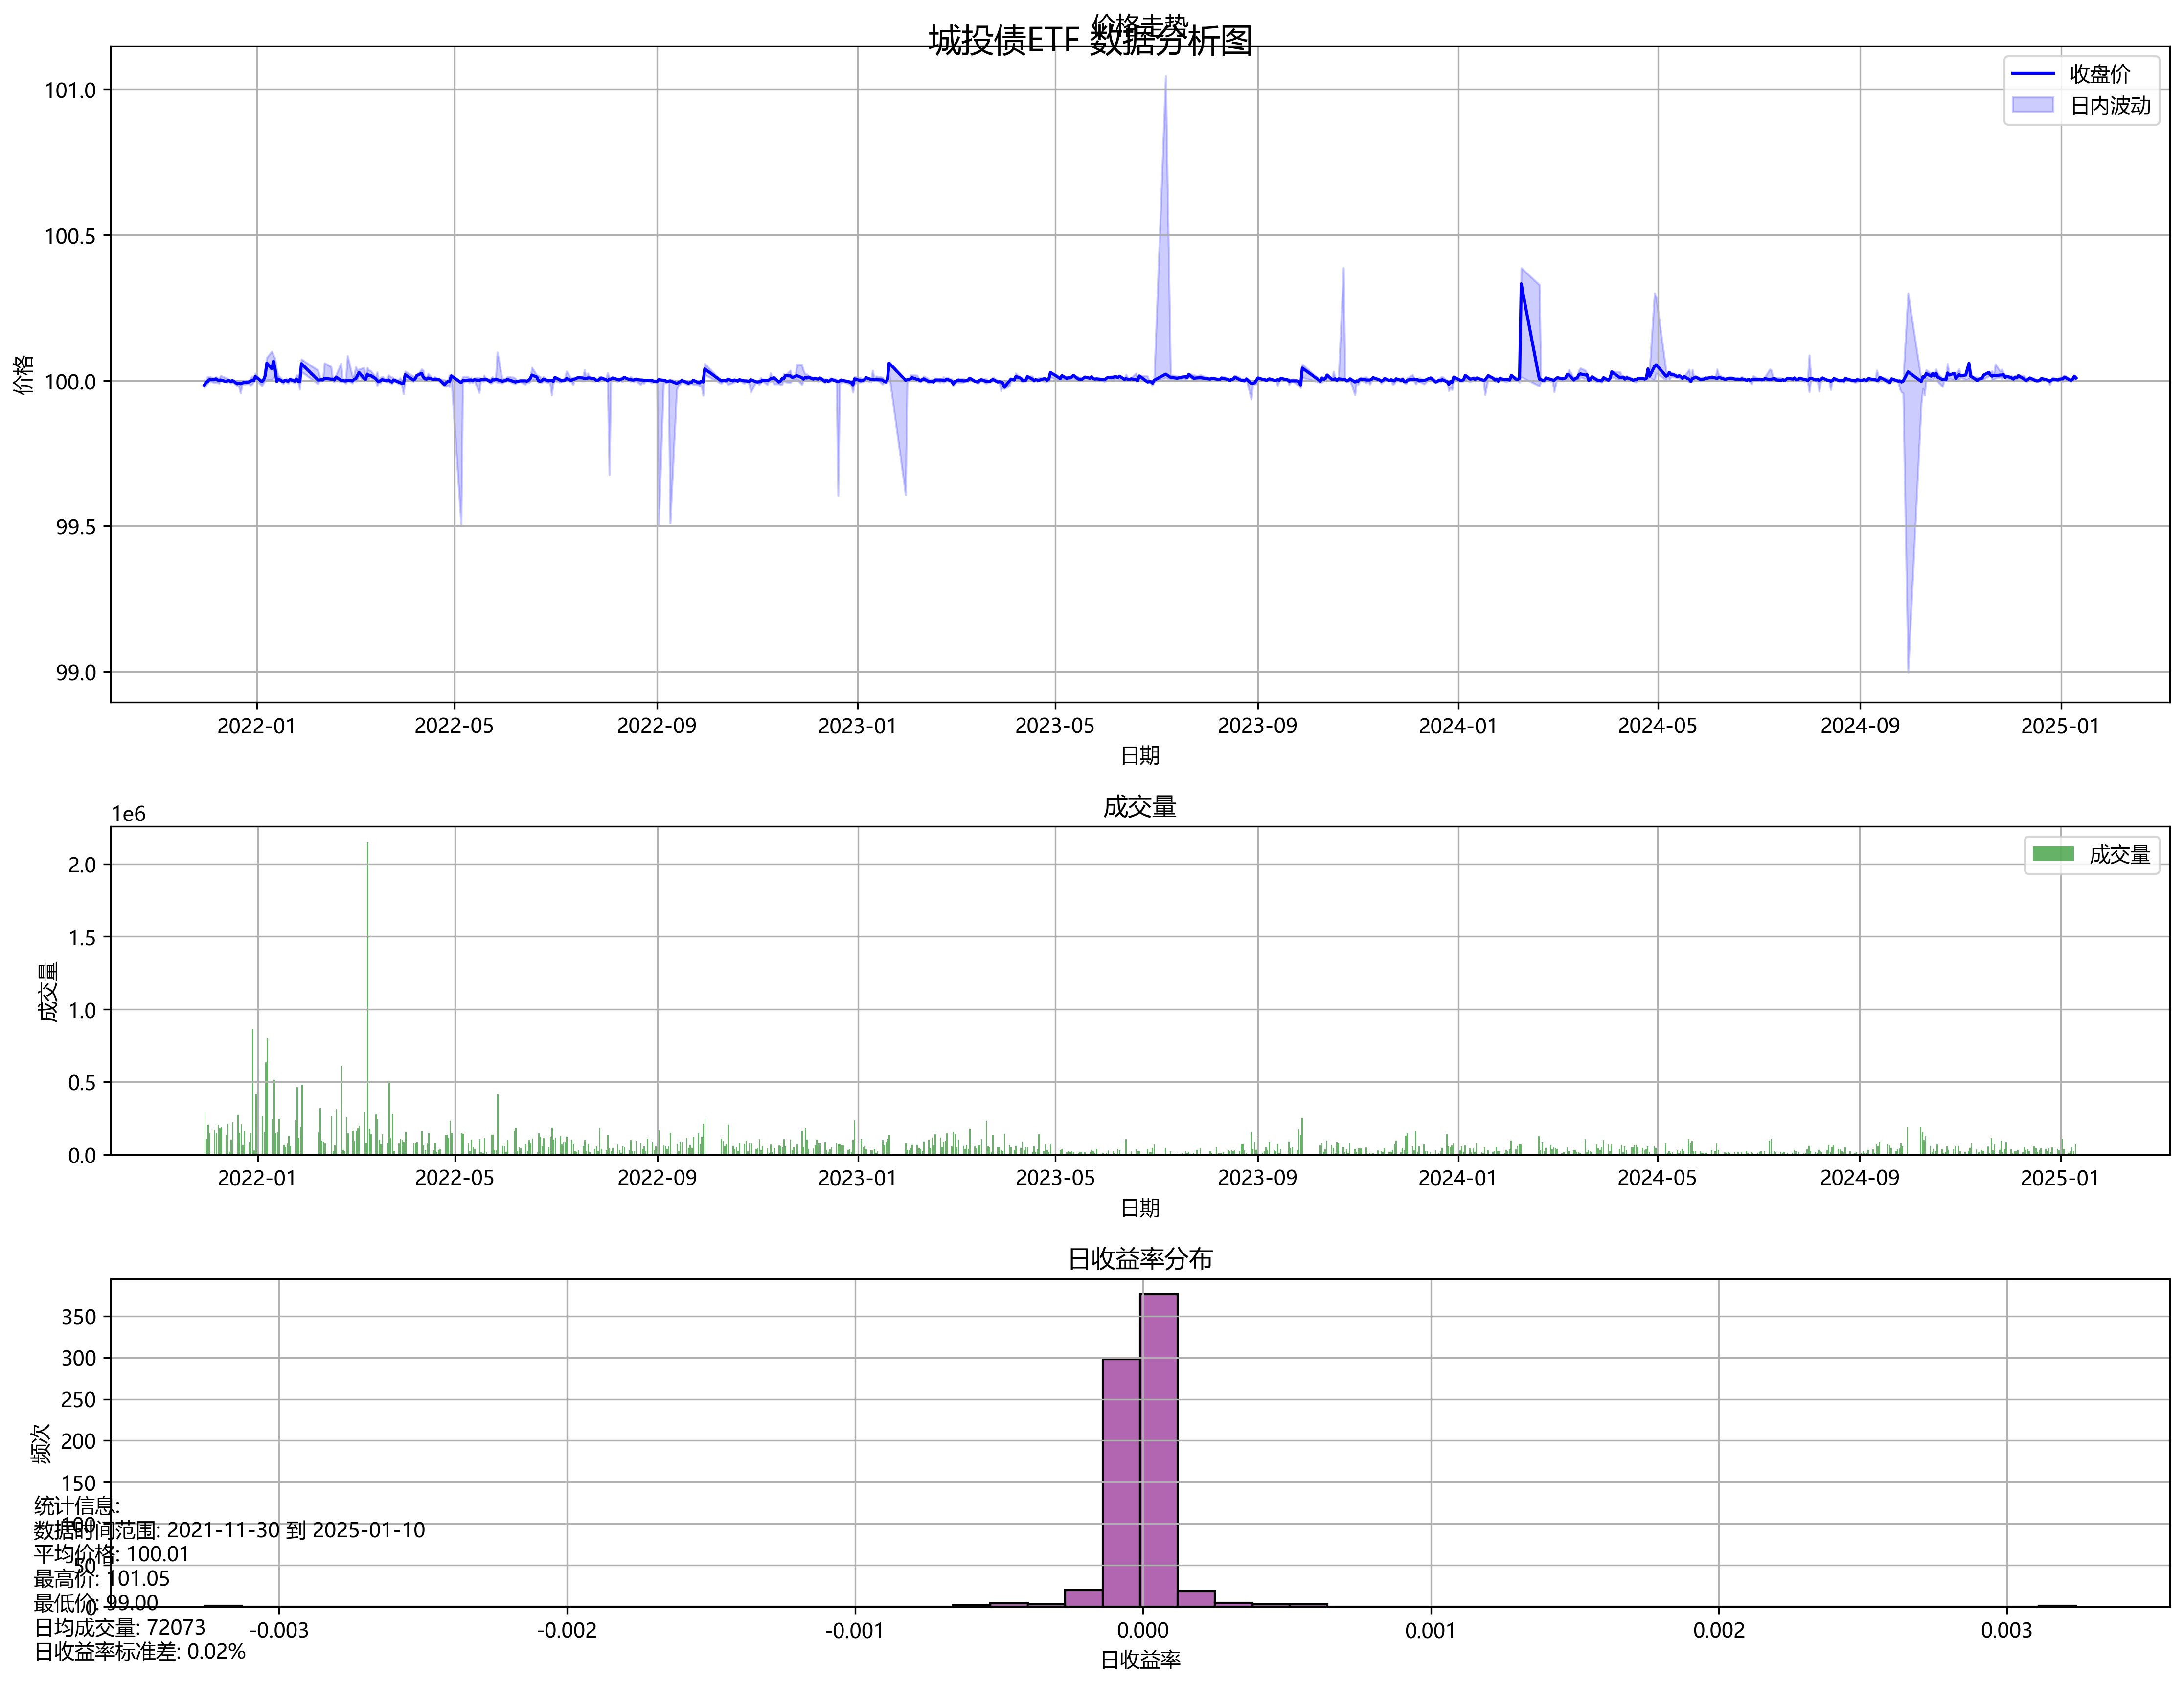 价格走势
城投债ETF 数据分析图
收盘价
日内波动
101.0
100.5
100.0
99.5
99.0
价格
2022-01 2022-05 2022-09 2023-01 2023-05 2023-09 2024-01 2024-05 2024-09 2025-01
日期
成交量
1e6
成交量
2.0
1.5
1.0
0.5
0.0
成交量
2022-01 2022-05 2022-09 2023-01 2023-05 2023-09 2024-01 2024-05 2024-09 2025-01
日期
日收益率分布
350
300
250
200
150
100
50
0
频次
统计信息:
数据时间范围: 2021-11-30 到 2025-01-10
平均价格: 100.01
最高价: 101.05
最低价: 99.00
日均成交量: 72073
日收益率标准差: 0.02%
-0.003 -0.002 -0.001 0.000 0.001 0.002 0.003
日收益率